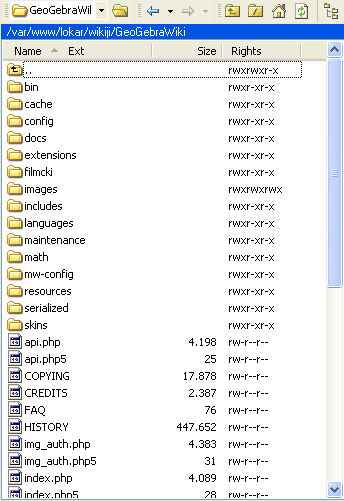 GeoGebraWil
/var/www/lokar/wikiji/GeoGebraWiki
Name Ext Size Rights
.. rwxrwxr-x
bin rwxr-xr-x
cache rwxr-xr-x
config rwxr-xr-x
docs rwxr-xr-x
extensions rwxr-xr-x
filmcki rwxr-xr-x
images rwxrwxrwx
includes rwxr-xr-x
languages rwxr-xr-x
maintenance rwxr-xr-x
math rwxr-xr-x
mw-config rwxr-xr-x
resources rwxr-xr-x
serialized rwxr-xr-x
skins rwxr-xr-x
api.php 4.198 rw-r--r--
api.php5 25 rw-r--r--
COPYING 17.878 rw-r--r--
CREDITS 2.387 rw-r--r--
FAQ 76 rw-r--r--
HISTORY 447.652 rw-r--r--
img_auth.php 4.383 rw-r--r--
img_auth.php5 31 rw-r--r--
index.php 4.089 rw-r--r--
index.php5 28 rw-r--r--